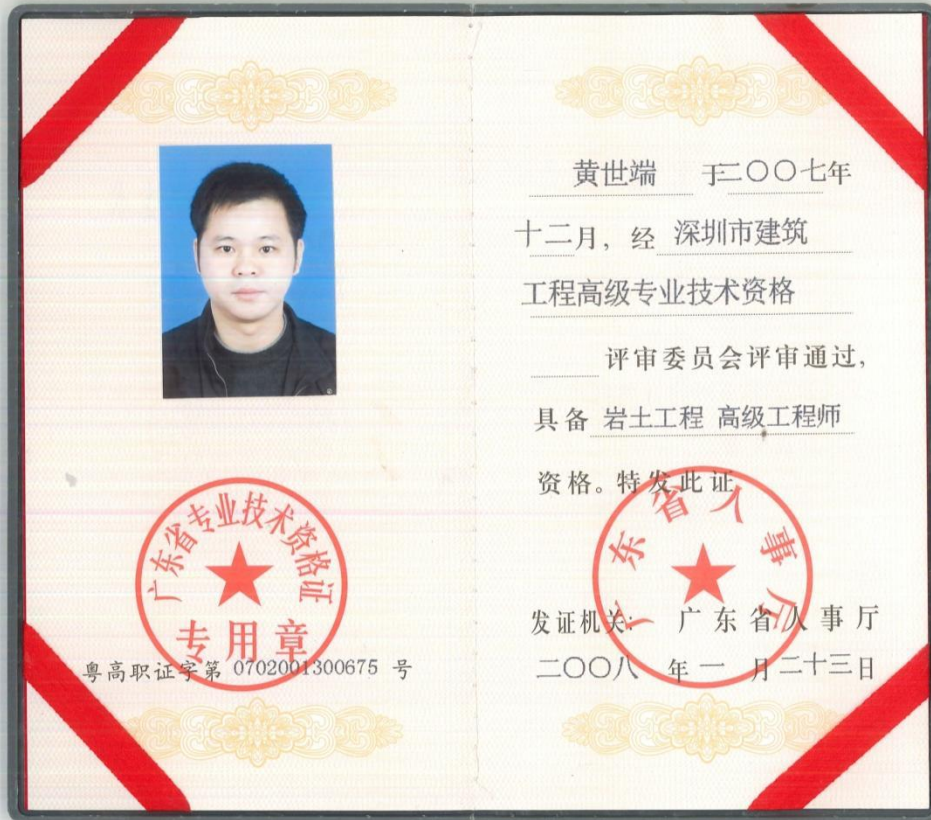 广东省专业技术资格证
专用章
粤高职证字第 0702001300675 号
黄世端 于二〇〇七年
十二月，经 深圳市建筑
工程高级专业技术资格
评审委员会评审通过，
具备 岩土工程 高级工程师
资格。特发此证
广东省人事厅
发证机关： 广东省人事厅
二〇〇八 年 一 月 二十三日